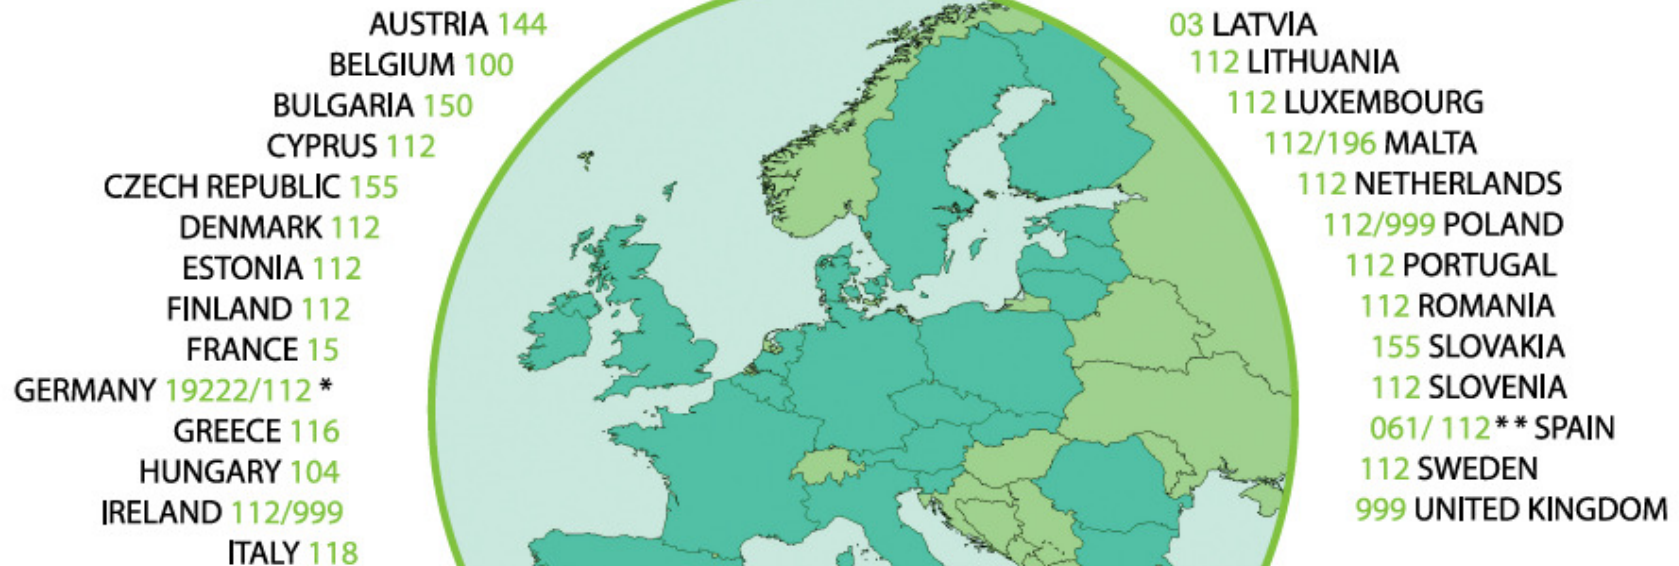 AUSTRIA 144
BELGIUM 100
BULGARIA 150
CYPRUS 112
CZECH REPUBLIC 155
DENMARK 112
ESTONIA 112
FINLAND 112
FRANCE 15
GERMANY 19222/112 *
GREECE 116
HUNGARY 104
IRELAND 112/999
ITALY 118
03 LATVIA
112 LITHUANIA
112 LUXEMBOURG
112/196 MALTA
112 NETHERLANDS
112/999 POLAND
112 PORTUGAL
112 ROMANIA
155 SLOVAKIA
112 SLOVENIA
061/ 112** SPAIN
112 SWEDEN
999 UNITED KINGDOM